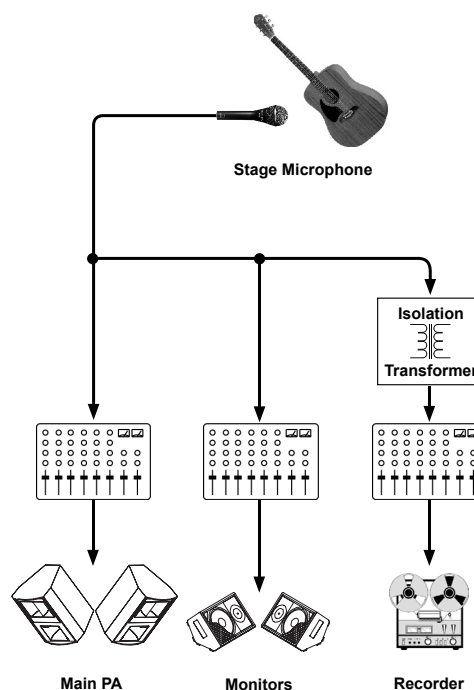 Stage Microphone
Isolation
Transformer
Main PA
Monitors
Recorder